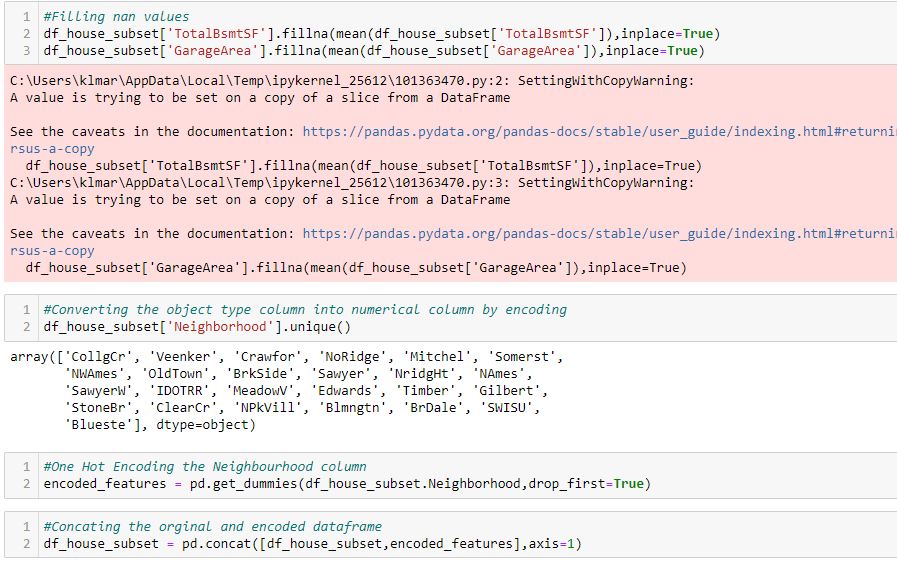 1 #Filling nan values
2 df_house_subset['TotalBsmtSF'].fillna(mean(df_house_subset['TotalBsmtSF']),inplace=True)
3 df_house_subset['GarageArea'].fillna(mean(df_house_subset['GarageArea']),inplace=True)
C:\Users\klmar\AppData\Local\Temp\ipykernel_25612\101363470.py:2: SettingWithCopyWarning:
A value is trying to be set on a copy of a slice from a DataFrame
See the caveats in the documentation: https://pandas.pydata.org/pandas-docs/stable/user_guide/indexing.html#returni
rsus-a-copy
df_house_subset['TotalBsmtSF'].fillna(mean(df_house_subset['TotalBsmtSF']),inplace=True)
C:\Users\klmar\AppData\Local\Temp\ipykernel_25612\101363470.py:3: SettingWithCopyWarning:
A value is trying to be set on a copy of a slice from a DataFrame
See the caveats in the documentation: https://pandas.pydata.org/pandas-docs/stable/user_guide/indexing.html#returni
rsus-a-copy
df_house_subset['GarageArea'].fillna(mean(df_house_subset['GarageArea']),inplace=True)
1 #Converting the object type column into numerical column by encoding
2 df_house_subset['Neighborhood'].unique()
array(['CollgCr', 'Veenker', 'Crawfor', 'NoRidge', 'Mitchel', 'Somerst',
'NWAmes', 'OldTown', 'BrkSide', 'Sawyer', 'NridgHt', 'NAmes',
'SawyerW', 'IDOTRR', 'MeadowV', 'Edwards', 'Timber', 'Gilbert',
'StoneBr', 'ClearCr', 'NPkVill', 'Blmngtn', 'BrDale', 'SWISU',
'Blueste'], dtype=object)
1 #One Hot Encoding the Neighbourhood column
2 encoded_features = pd.get_dummies(df_house_subset.Neighborhood,drop_first=True)
1 #Concating the orginal and encoded dataframe
2 df_house_subset = pd.concat([df_house_subset,encoded_features],axis=1)